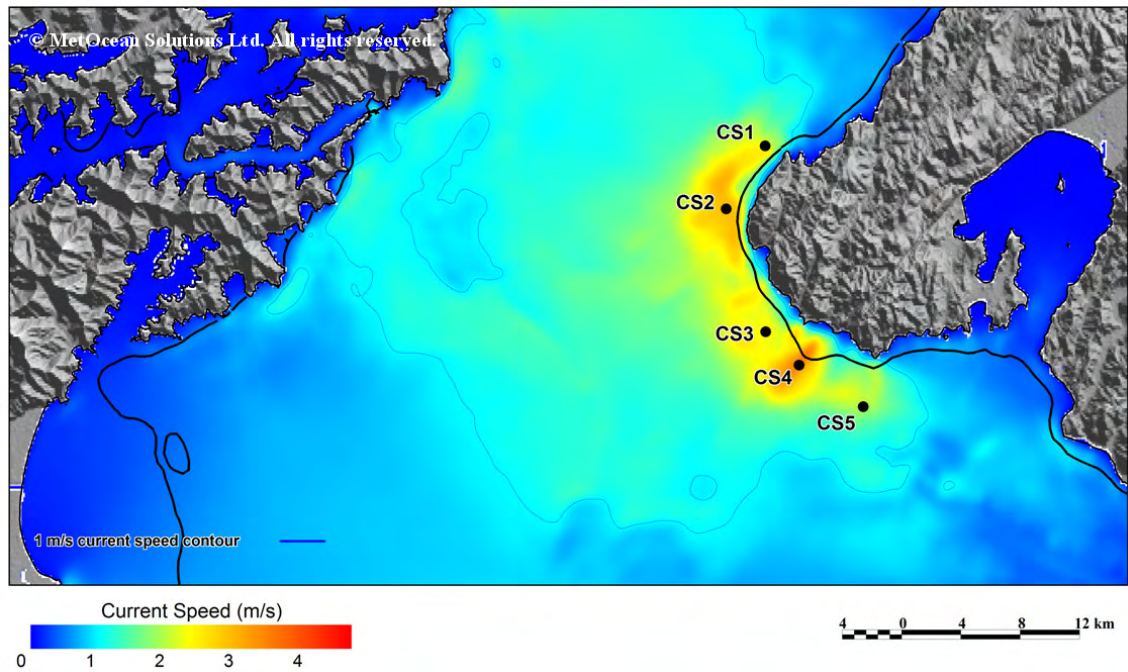 © MetOcean Solutions Ltd. All rights reserved.
CS1
CS2
CS3
CS4
CS5
1 m/s current speed contour
Current Speed (m/s)
0 1 2 3 4
4 0 4 8 12 km